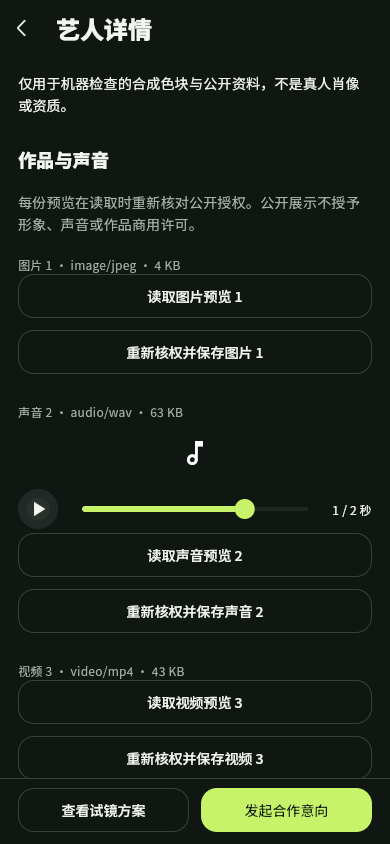 艺人详情
仅用于机器检查的合成色块与公开资料，不是真人肖像
或资质。
作品与声音
每份预览在读取时重新核对公开授权。公开展示不授予
形象、声音或作品商用许可。
图片 1 · image/jpeg · 4 KB
读取图片预览 1
重新核权并保存图片 1
声音 2 · audio/wav · 63 KB
1 / 2 秒
读取声音预览 2
重新核权并保存声音 2
视频 3 · video/mp4 · 43 KB
读取视频预览 3
重新核权并保存视频 3
查看试镜方案
发起合作意向